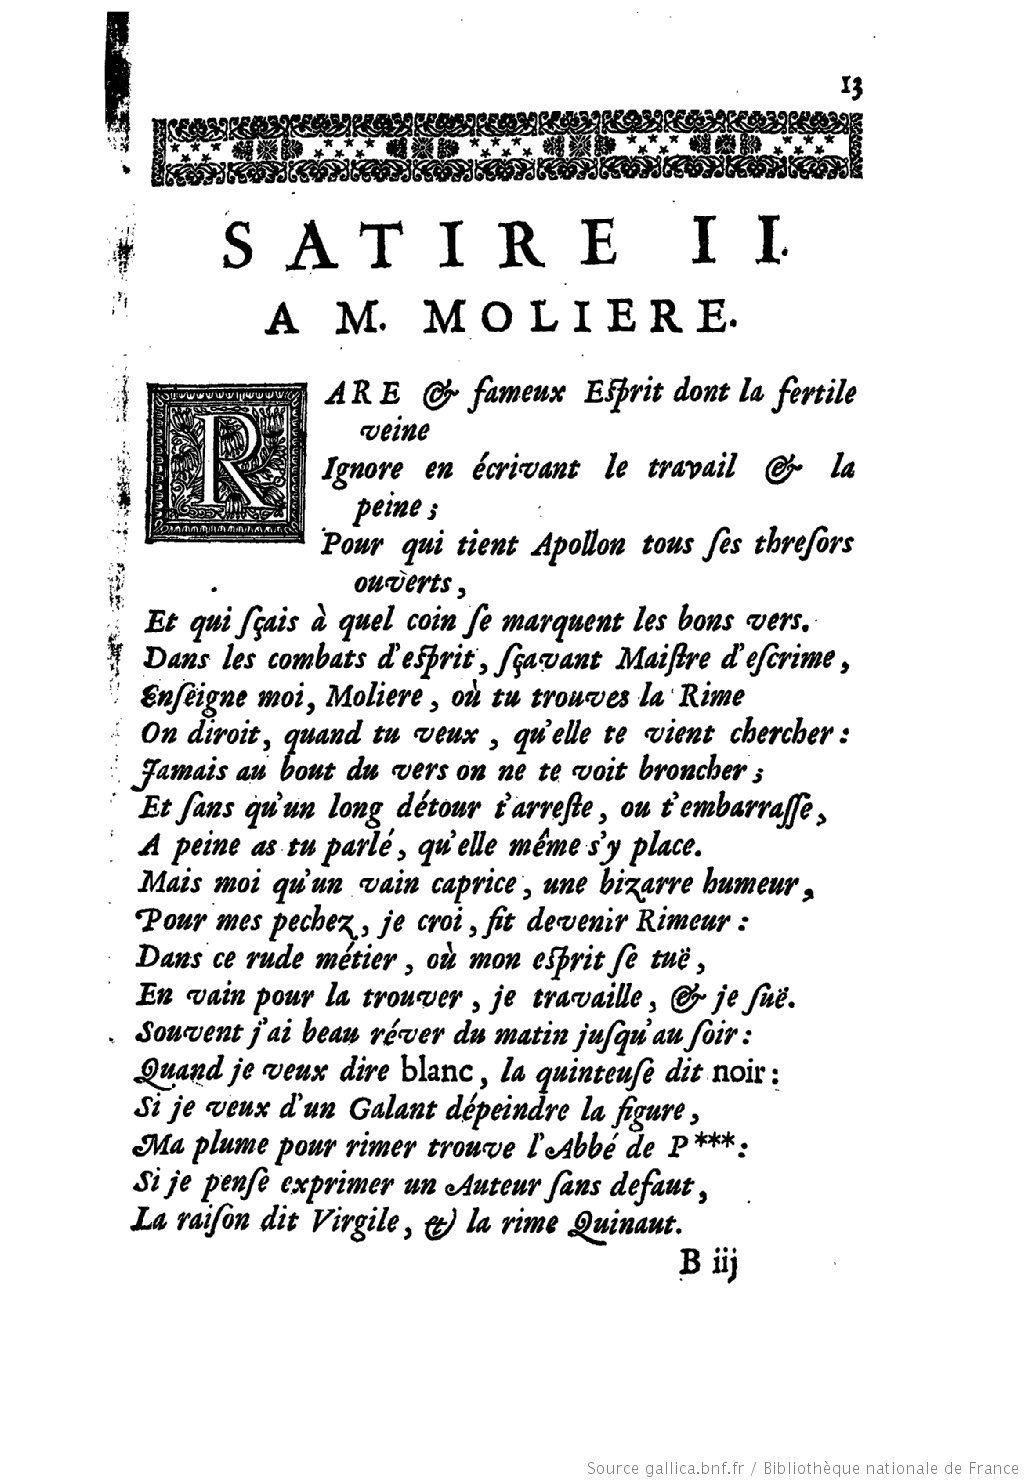 13
SATIRE II.
A M. MOLIERE.
RARE & fameux Eſprit dont la fertile
veine
Ignore en écrivant le travail & la
peine ;
Pour qui tient Apollon tous ſes threſors
ouverts ,
Et qui ſçais à quel coin ſe marquent les bons vers.
Dans les combats d'eſprit , ſçavant Maiſtre d'eſcrime ,
Enſeigne moi, Moliere , où tu trouves la Rime
On diroit, quand tu veux , qu'elle te vient chercher :
Jamais au bout du vers on ne te voit broncher ;
Et ſans qu'un long détour t'arreſte , ou t'embarraſſe ,
A peine as tu parlé , qu'elle même s'y place.
Mais moi qu'un vain caprice , une bizarre humeur ,
Pour mes pechez , je croi , fit devenir Rimeur :
Dans ce rude métier , où mon eſprit ſe tuë ,
En vain pour la trouver , je travaille , & je ſuë.
Souvent j'ai beau réver du matin juſqu'au ſoir :
Quand je veux dire blanc , la quinteuſe dit noir :
Si je veux d'un Galant dépeindre la figure ,
Ma plume pour rimer trouve l'Abbé de P*** :
Si je penſe exprimer un Auteur ſans defaut ,
La raiſon dit Virgile , & la rime Quinaut.
B iij
Source gallica.bnf.fr / Bibliothèque nationale de France